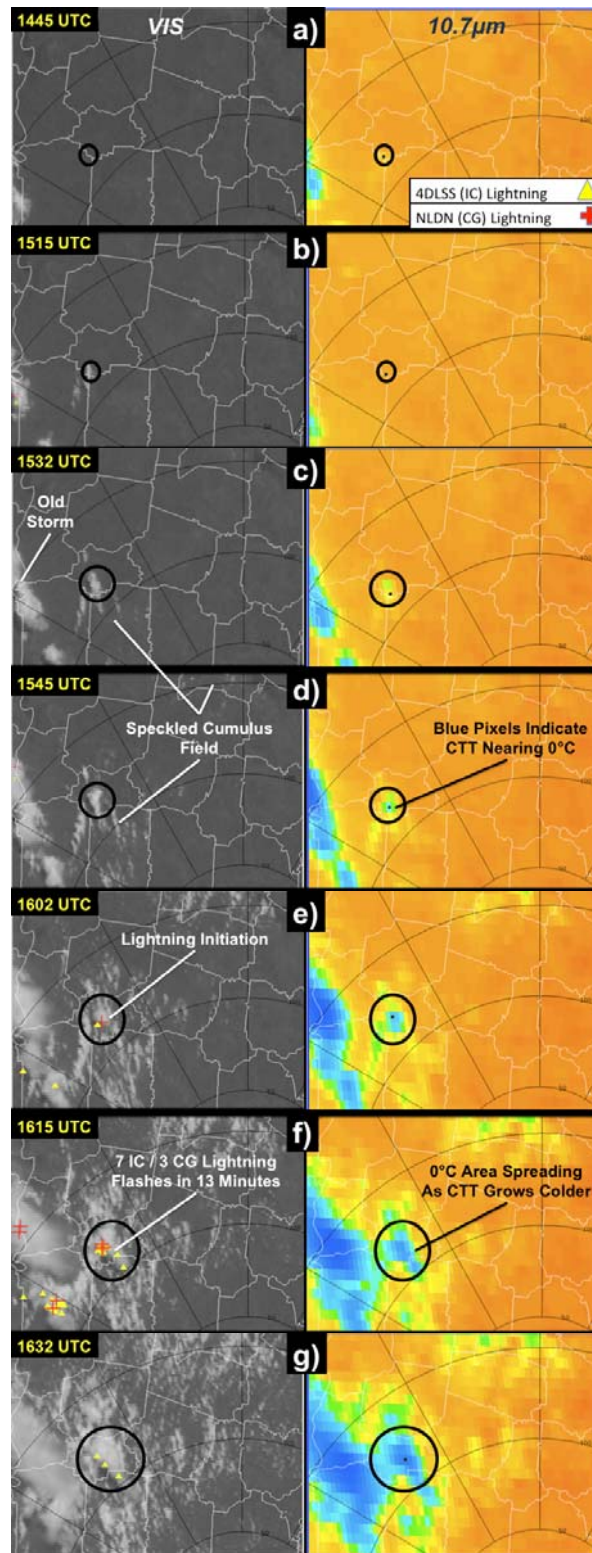 1445 UTC
VIS
a)
10.7µm
4DLSS (IC) Lightning
NLDN (CG) Lightning
1515 UTC
b)
1532 UTC
c)
Old
Storm
1545 UTC
d)
Speckled Cumulus
Field
Blue Pixels Indicate
CTT Nearing 0°C
1602 UTC
e)
Lightning Initiation
1615 UTC
f)
7 IC / 3 CG Lightning
Flashes in 13 Minutes
0°C Area Spreading
As CTT Grows Colder
1632 UTC
g)